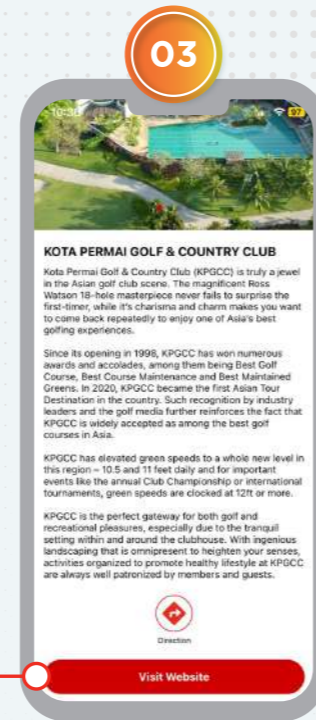 03
10:36
97
KOTA PERMAI GOLF & COUNTRY CLUB
Kota Permai Golf & Country Club (KPGCC) is truly a jewel
in the Asian golf club scene. The magnificent Ross
Watson 18-hole masterpiece never fails to surprise the
first-timer, while it's charisma and charm makes you want
to come back repeatedly to enjoy one of Asia's best
golfing experiences.
Since its opening in 1998, KPGCC has won numerous
awards and accolades, among them being Best Golf
Course, Best Course Maintenance and Best Maintained
Greens. In 2020, KPGCC became the first Asian Tour
Destination in the country. Such recognition by industry
leaders and the golf media further reinforces the fact that
KPGCC is widely accepted as among the best golf
courses in Asia.
KPGCC has elevated green speeds to a whole new level in
this region – 10.5 and 11 feet daily and for important
events like the annual Club Championship or international
tournaments, green speeds are clocked at 12ft or more.
KPGCC is the perfect gateway for both golf and
recreational pleasures, especially due to the tranquil
setting within and around the clubhouse. With ingenious
landscaping that is omnipresent to heighten your senses,
activities organized to promote healthy lifestyle at KPGCC
are always well patronized by members and guests.
Direction
Visit Website